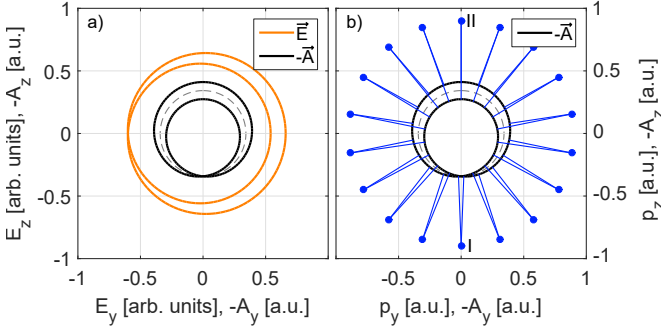 a)
E⃗
-A⃗
1
0.5
0
-0.5
-1
-1
-0.5
0
0.5
E_z [arb. units], -A_z [a.u.]
E_y [arb. units], -A_y [a.u.]
b)
II
-A⃗
I
1
0.5
0
-0.5
-1
-0.5
0
0.5
1
p_y [a.u.], -A_y [a.u.]
p_z [a.u.], -A_z [a.u.]